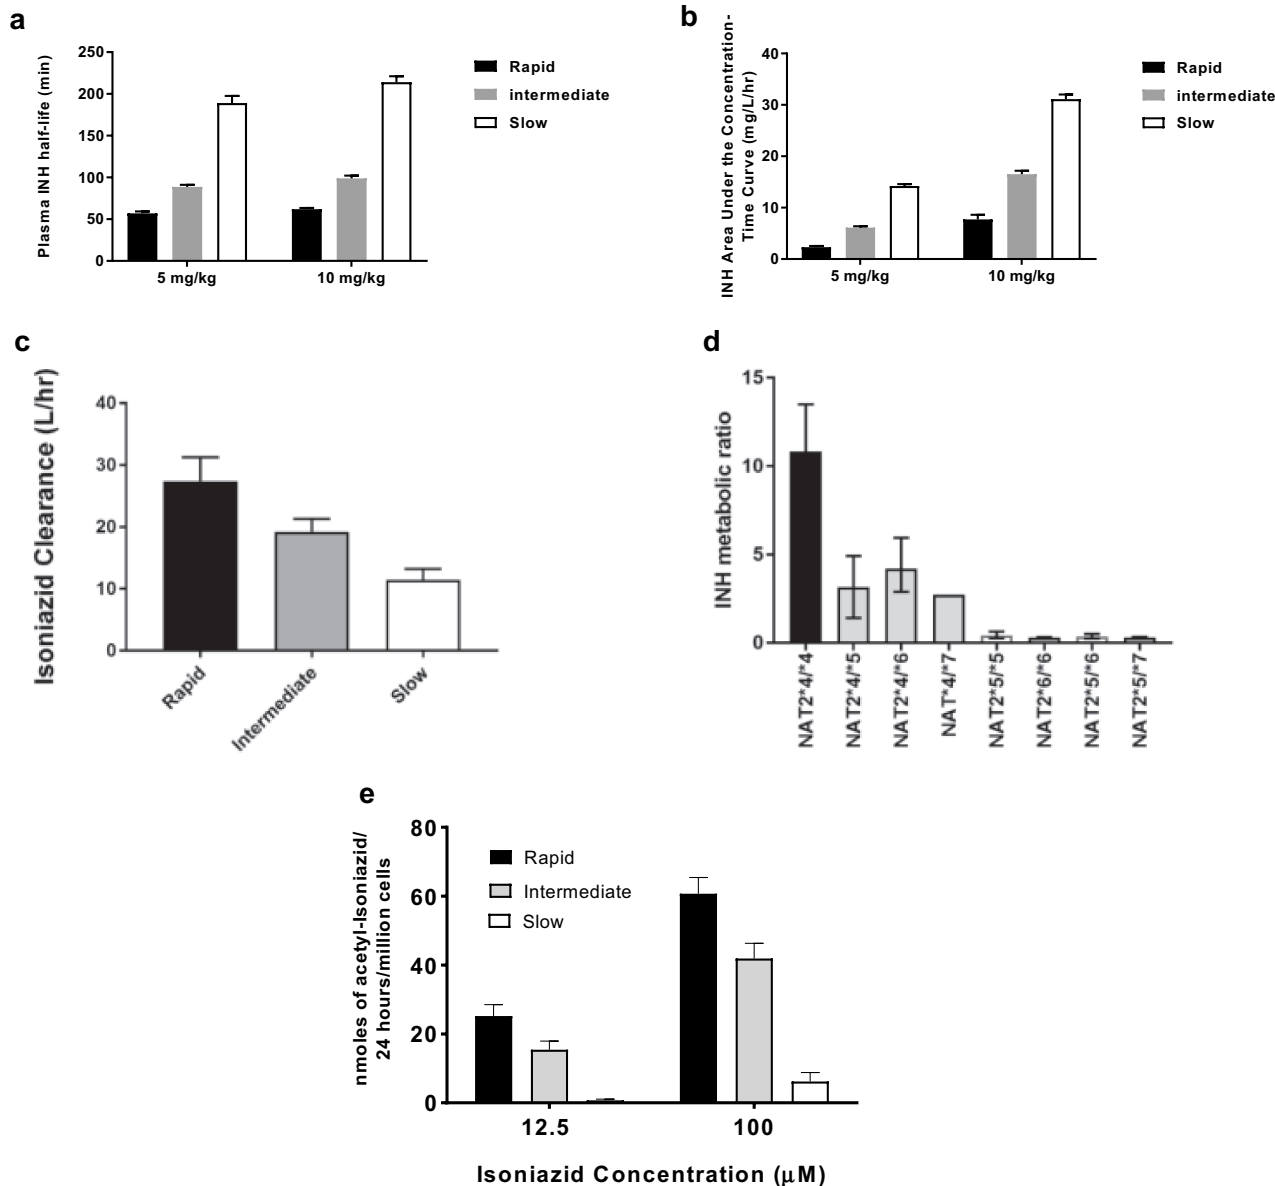 a
Plasma INH half-life (min)
250
200
150
100
50
0
5 mg/kg
10 mg/kg
Rapid
intermediate
Slow
b
INH Area Under the Concentration-
Time Curve (mg/L/hr)
40
30
20
10
0
5 mg/kg
10 mg/kg
Rapid
intermediate
Slow
c
Isoniazid Clearance (L/hr)
40
30
20
10
0
Rapid
Intermediate
Slow
d
INH metabolic ratio
15
10
5
0
NAT2*4/*4
NAT2*4/*5
NAT2*4/*6
NAT*4/*7
NAT2*5/*5
NAT2*6/*6
NAT2*5/*6
NAT2*5/*7
e
nmoles of acetyl-Isoniazid/
24 hours/million cells
80
60
40
20
0
Rapid
Intermediate
Slow
12.5
100
Isoniazid Concentration (μM)